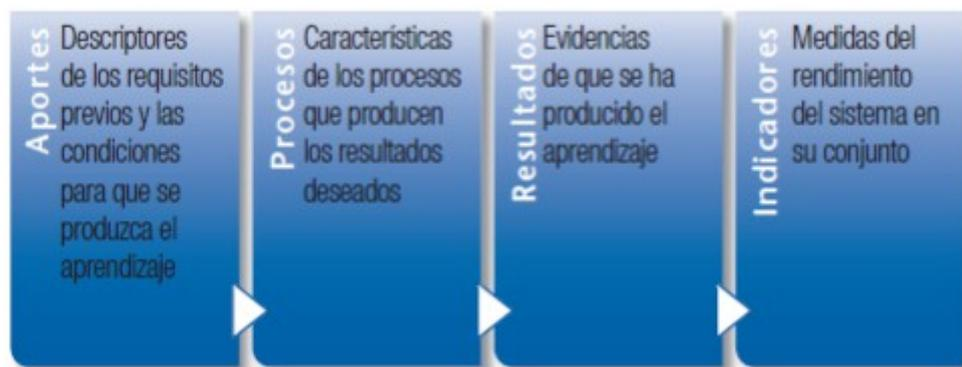 Aportes
Descriptores
de los requisitos
previos y las
condiciones
para que se
produzca el
aprendizaje
Procesos
Características
de los procesos
que producen
los resultados
deseados
Resultados
Evidencias
de que se ha
producido el
aprendizaje
Indicadores
Medidas del
rendimiento
del sistema en
su conjunto